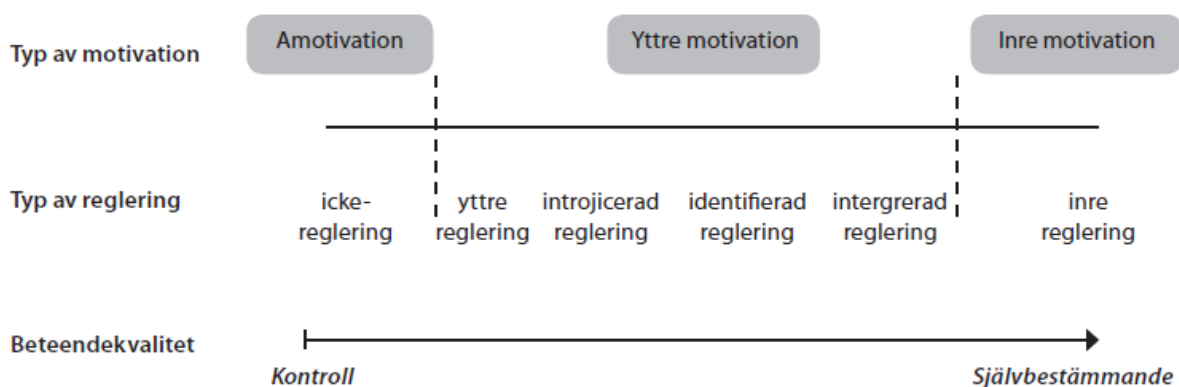 Typ av motivation
Amotivation
Yttre motivation
Inre motivation
Typ av reglering
icke-
reglering
yttre
reglering
introjicerad
reglering
identifierad
reglering
intergrerad
reglering
inre
reglering
Beteendekvalitet
Kontroll
Självbestämmande